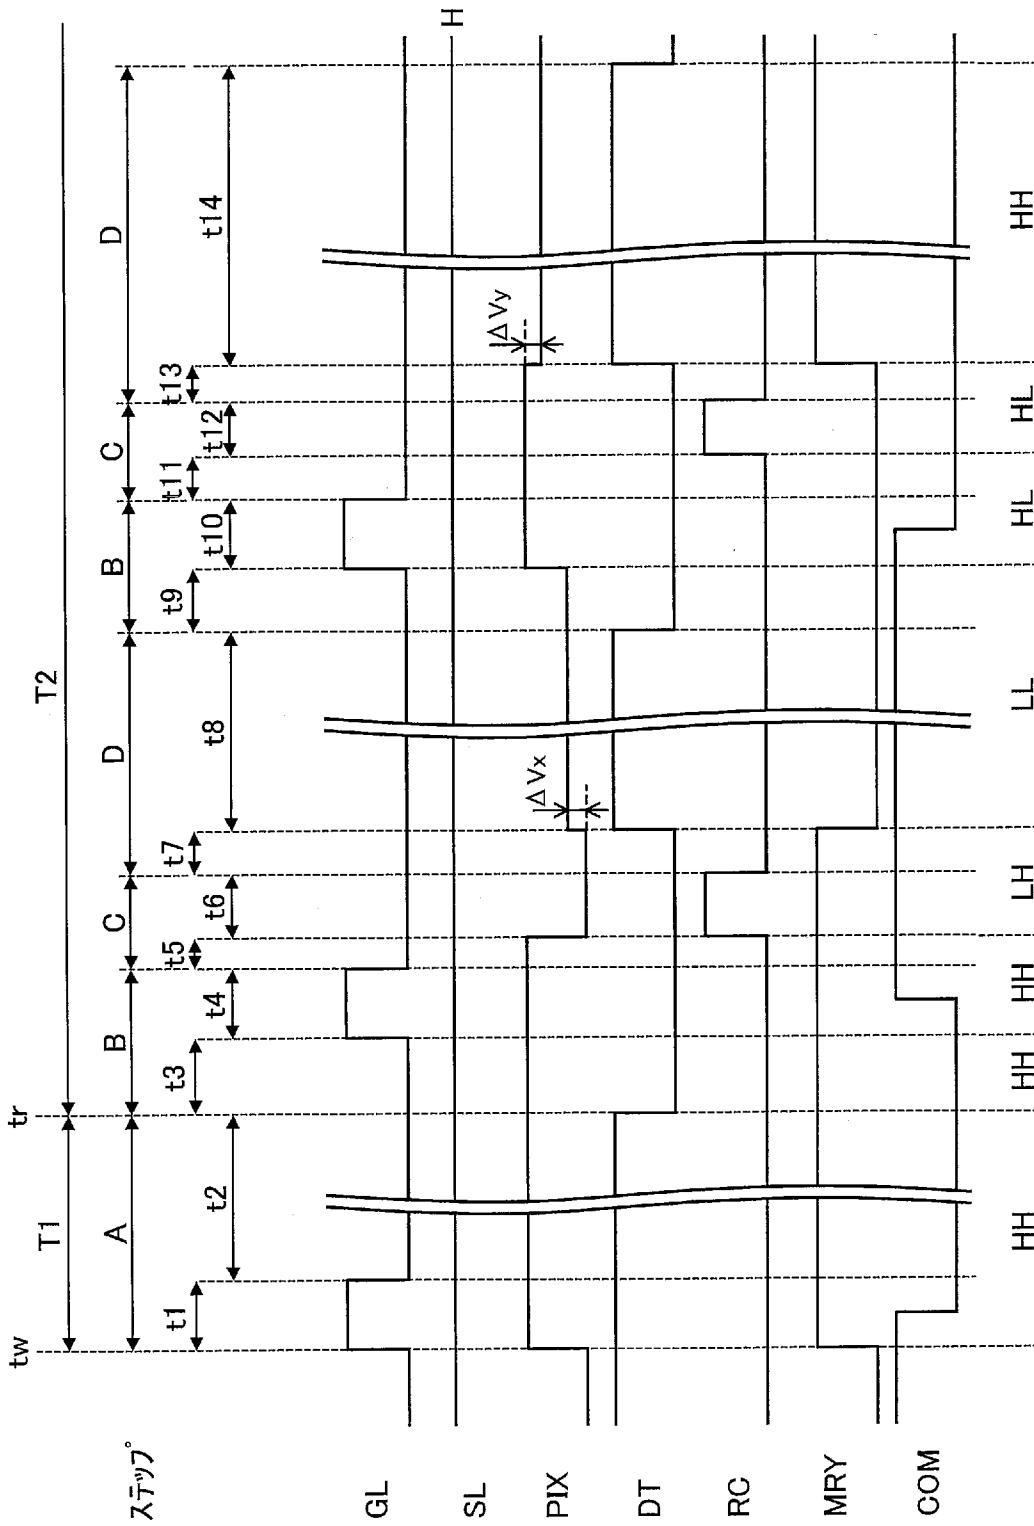 tw
tr
T1
T2
ステップ
A
B
C
D
B
C
D
t1
t2
t3
t4
t5
t6
t7
t8
t9
t10
t11
t12
t13
t14
GL
SL
H
PIX
ΔVx
ΔVy
DT
RC
MRY
COM
HH
HH
HH
LH
LL
HL
HL
HH